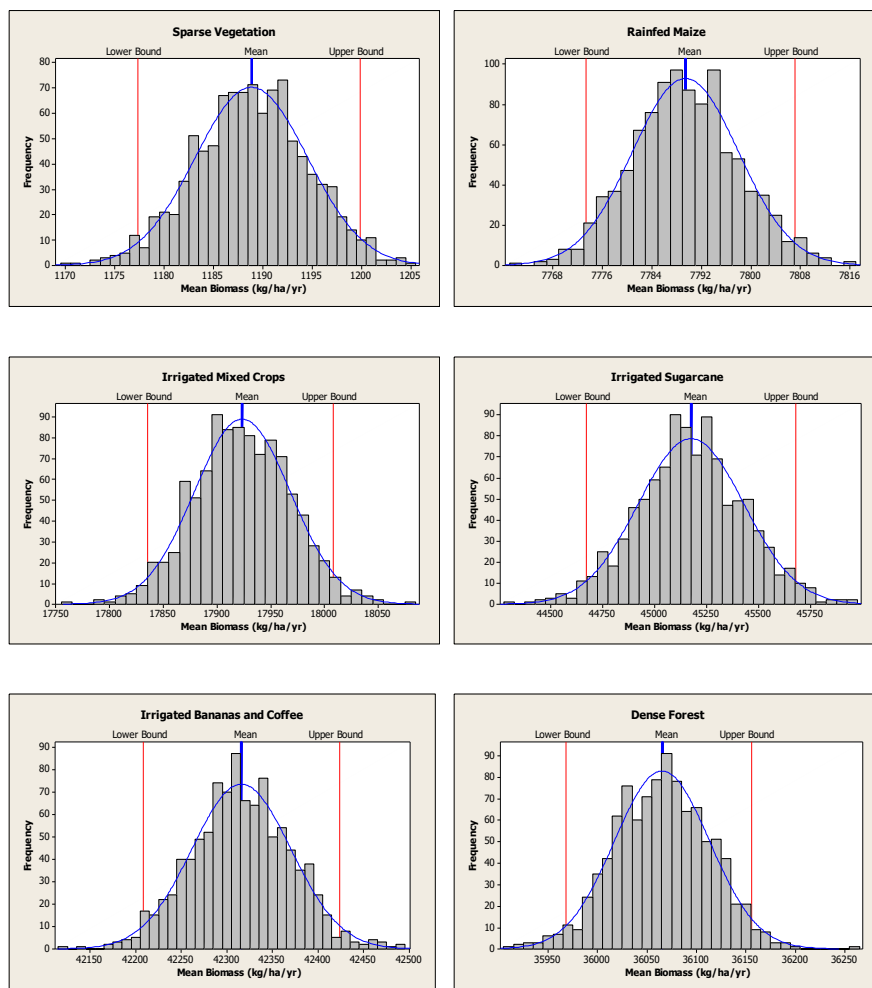 Sparse Vegetation
Lower Bound Mean Upper Bound
80
70
60
50
40
30
20
10
0
Frequency
1170 1176 1180 1185 1190 1195 1200 1205
Mean Biomass (kg/ha/yr)
Rainfed Maize
Lower Bound Mean Upper Bound
100
80
60
40
20
0
Frequency
7768 7776 7784 7792 7800 7808 7816
Mean Biomass (kg/ha/yr)
Irrigated Mixed Crops
Lower Bound Mean Upper Bound
90
80
70
60
50
40
30
20
10
0
Frequency
17750 17800 17850 17900 17950 18000 18050
Mean Biomass (kg/ha/yr)
Irrigated Sugarcane
Lower Bound Mean Upper Bound
90
80
70
60
50
40
30
20
10
0
Frequency
44500 44750 45000 45250 45500 45750
Mean Biomass (kg/ha/yr)
Irrigated Bananas and Coffee
Lower Bound Mean Upper Bound
90
80
70
60
50
40
30
20
10
0
Frequency
42150 42200 42250 42300 42350 42400 42450 42500
Mean Biomass (kg/ha/yr)
Dense Forest
Lower Bound Mean Upper Bound
90
80
70
60
50
40
30
20
10
0
Frequency
35950 36000 36050 36100 36150 36200 36250
Mean Biomass (kg/ha/yr)